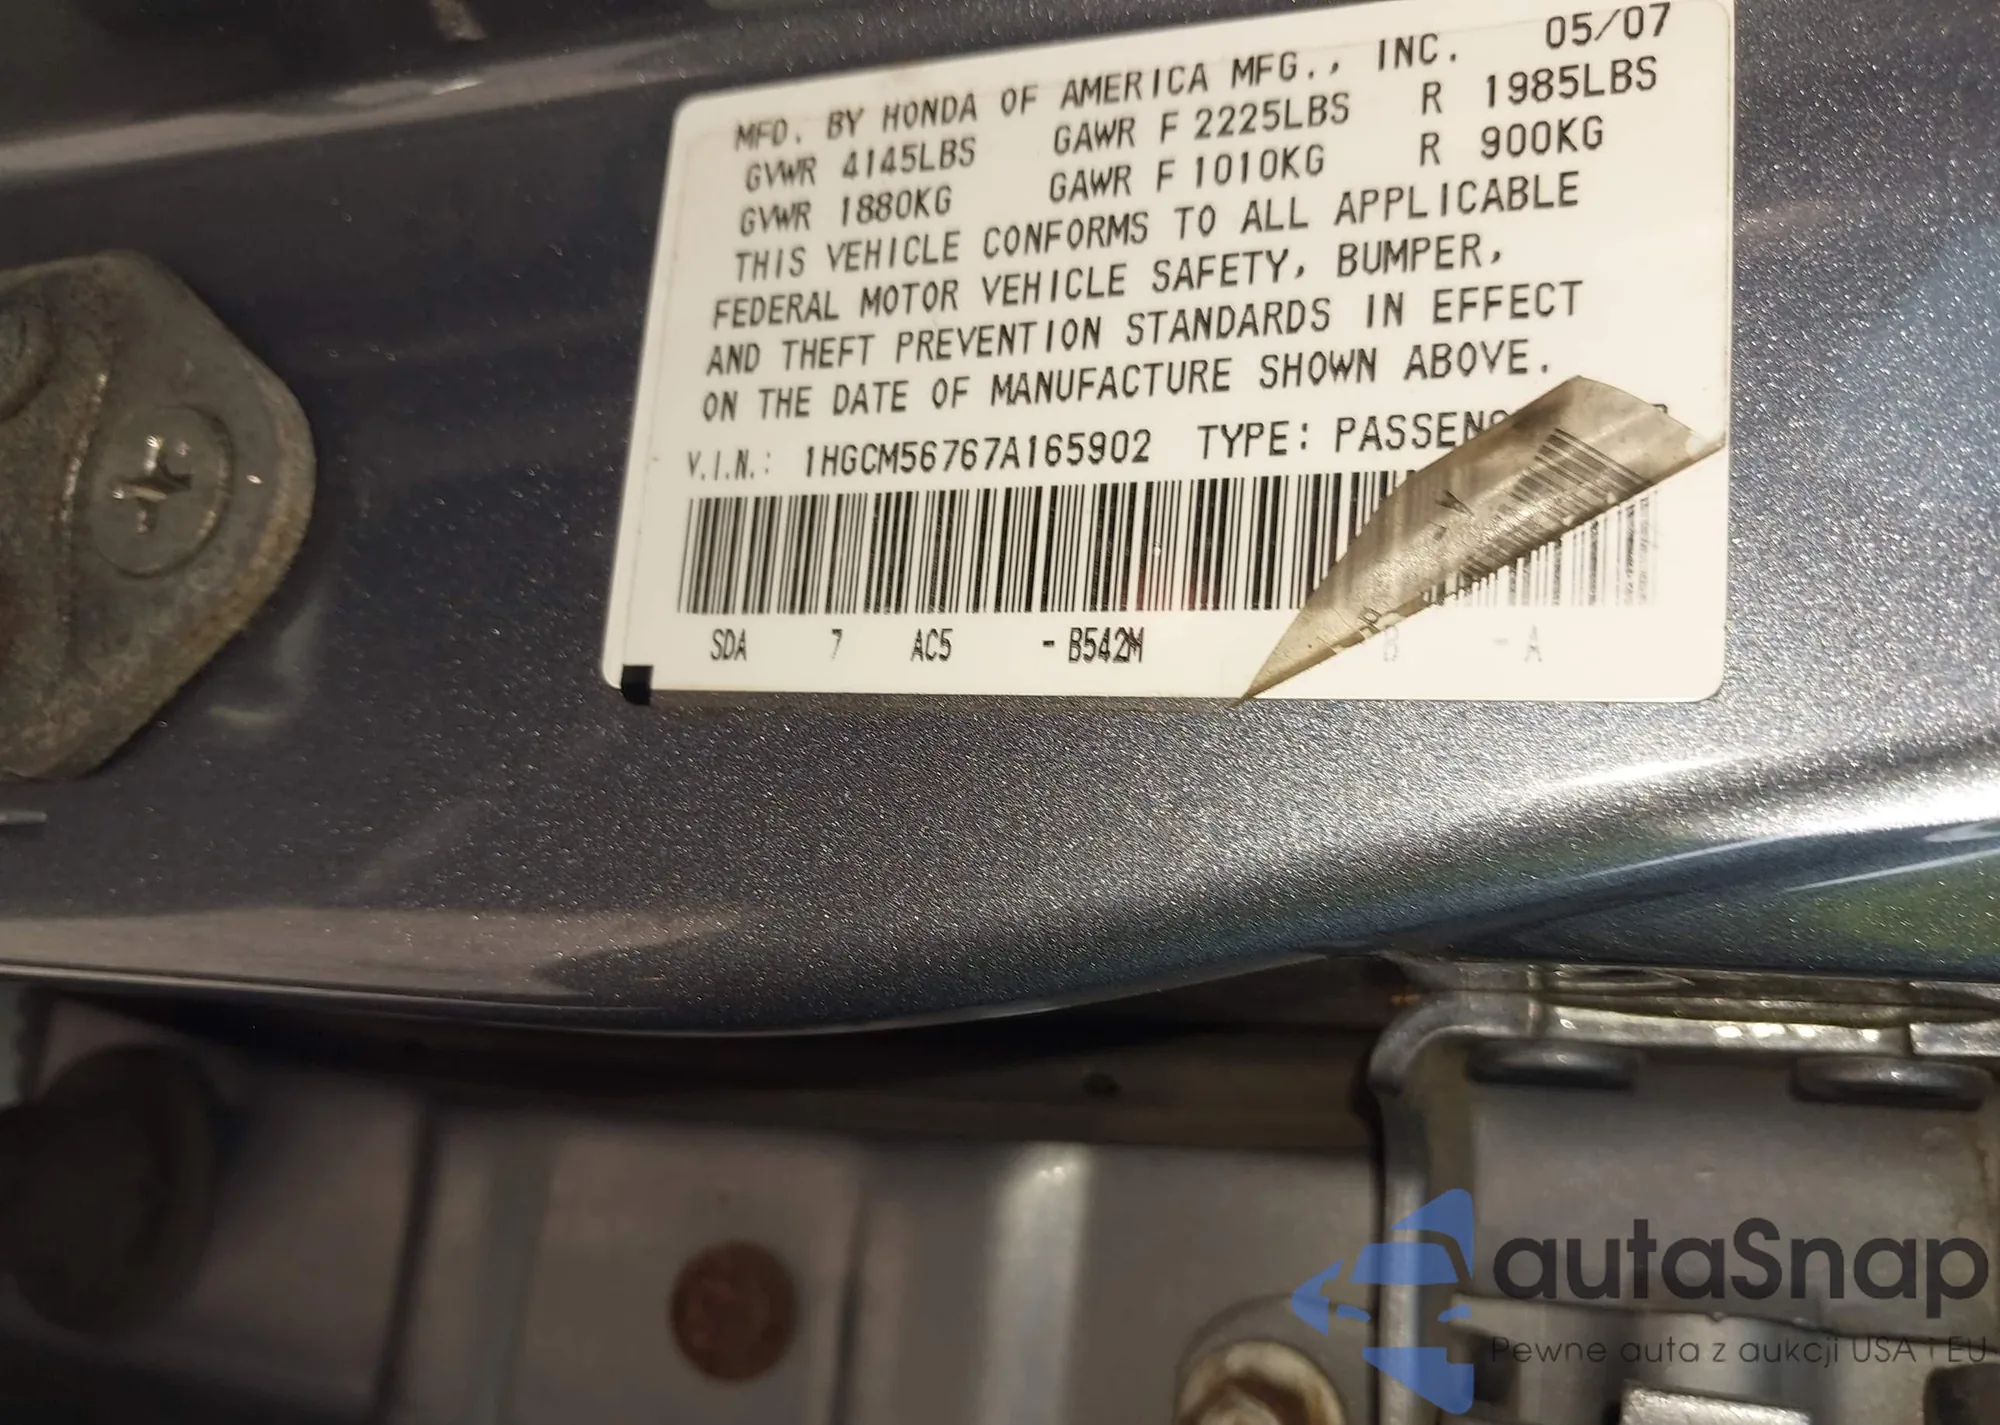 MFD. BY HONDA OF AMERICA MFG., INC. 05/07
GVWR 4145LBS GAWR F 2225LBS R 1985LBS
GVWR 1880KG GAWR F 1010KG R 900KG
THIS VEHICLE CONFORMS TO ALL APPLICABLE
FEDERAL MOTOR VEHICLE SAFETY, BUMPER,
AND THEFT PREVENTION STANDARDS IN EFFECT
ON THE DATE OF MANUFACTURE SHOWN ABOVE.
V.I.N.: 1HGCM56767A165902 TYPE:
SDA 7 AC5 -B542M B -A
autaSnap
Pewne auta z aukcji USA i EU